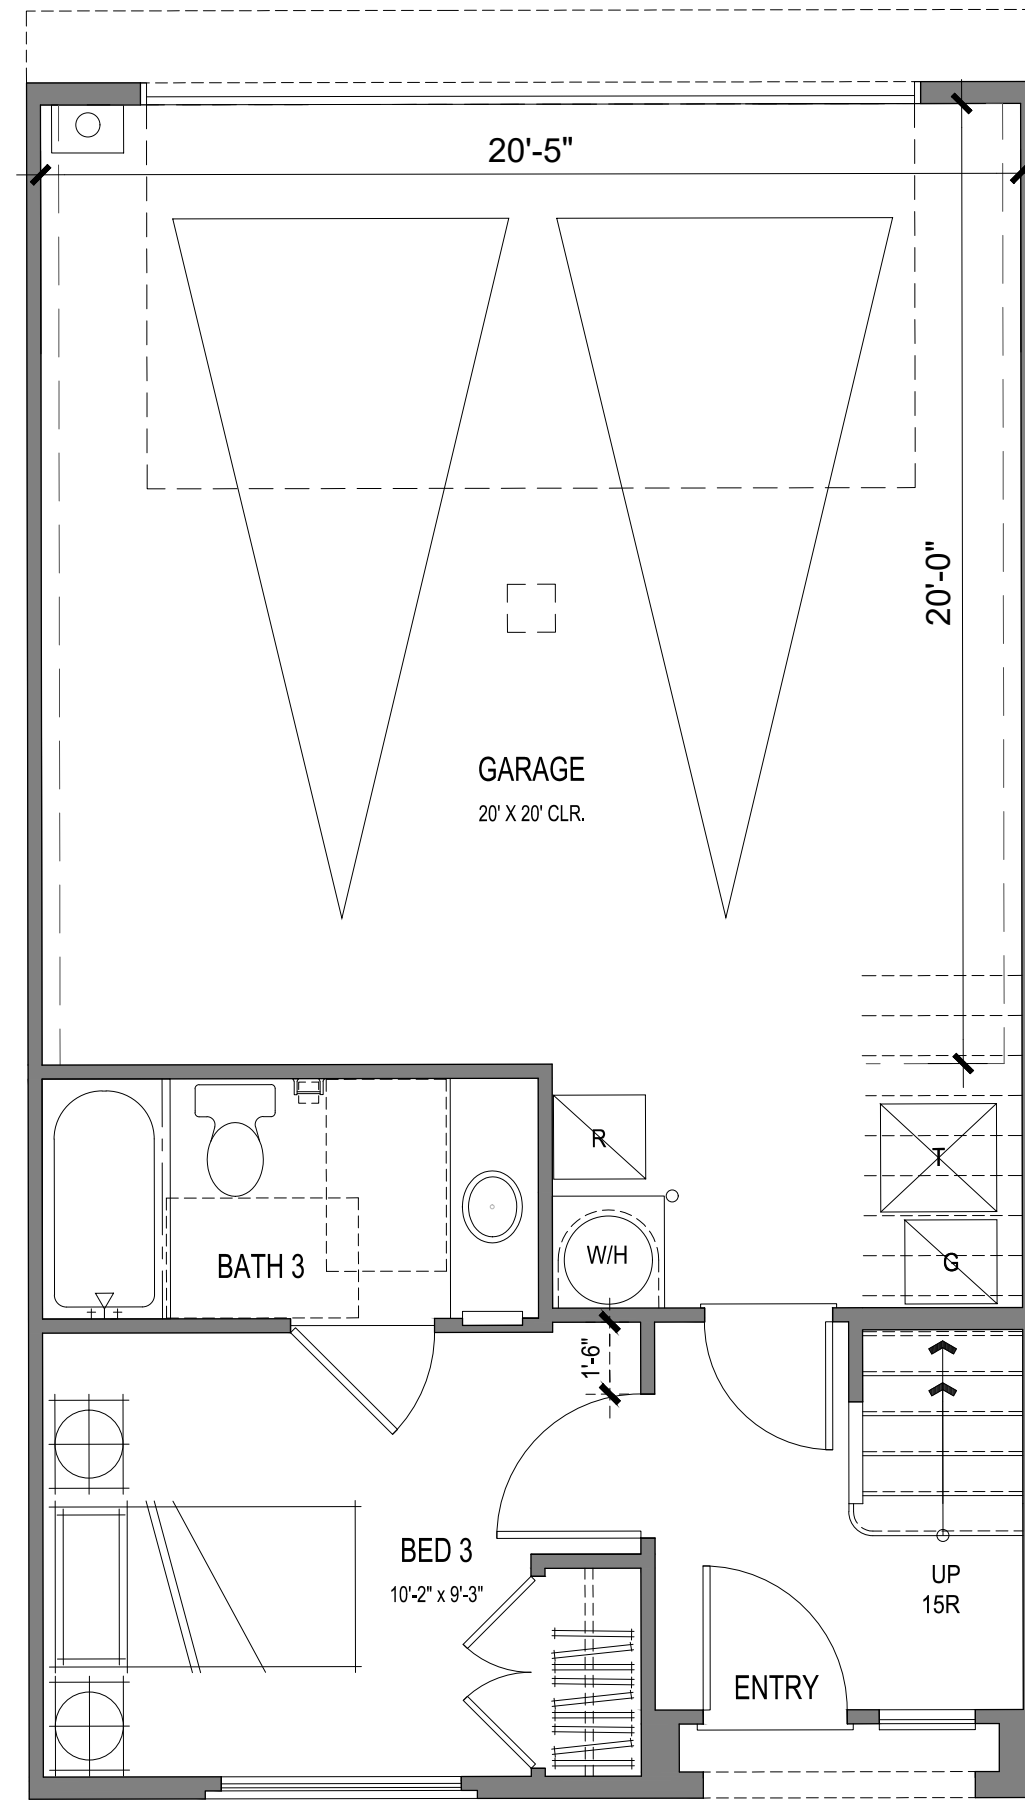 20'-5"
20'-0"
GARAGE
20' X 20' CLR.
R
T
W/H
G
BATH 3
1'-6"
BED 3
10'-2" x 9'-3"
UP
15R
ENTRY